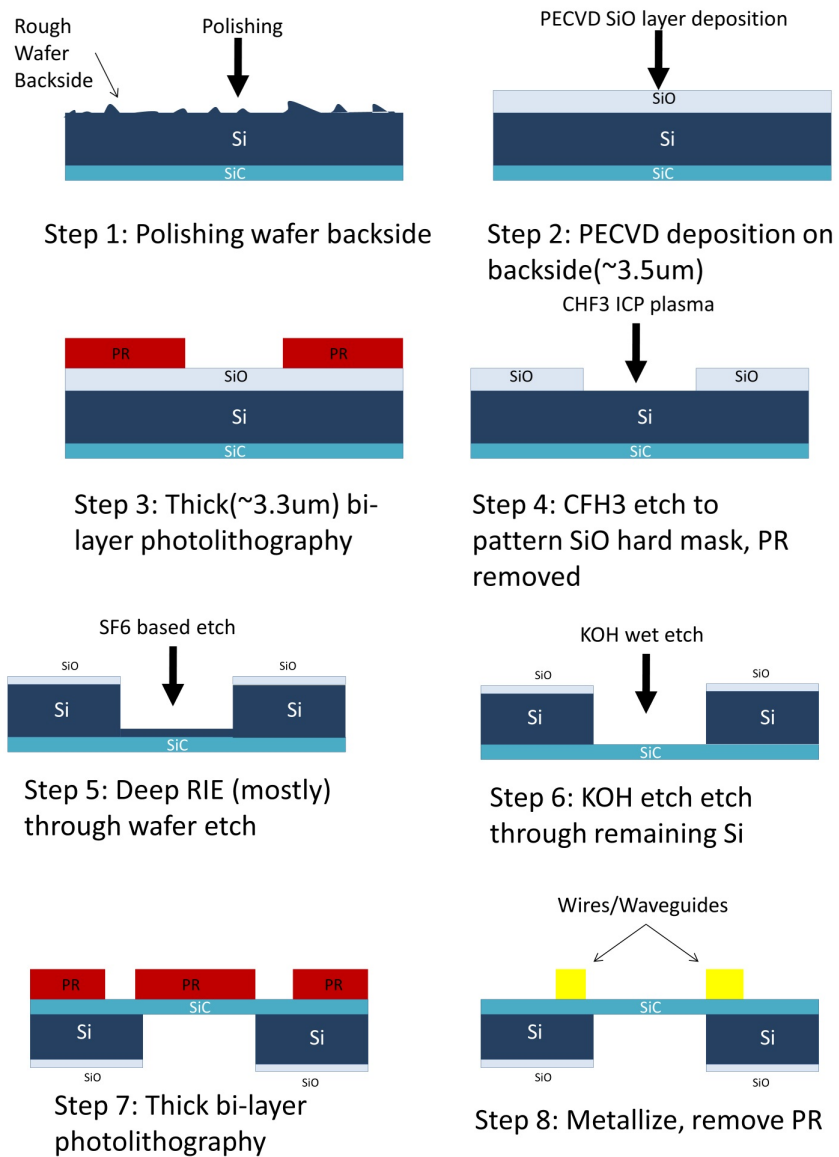 Rough
Wafer
Backside
Polishing
Si
SiC
Step 1: Polishing wafer backside
PECVD SiO layer deposition
SiO
Si
SiC
Step 2: PECVD deposition on
backside(~3.5um)
PR PR
SiO
Si
SiC
Step 3: Thick(~3.3um) bi-
layer photolithography
CHF3 ICP plasma
SiO SiO
Si
SiC
Step 4: CFH3 etch to
pattern SiO hard mask, PR
removed
SF6 based etch
SiO SiO
Si Si
SiC
Step 5: Deep RIE (mostly)
through wafer etch
KOH wet etch
SiO SiO
Si Si
SiC
Step 6: KOH etch etch
through remaining Si
PR PR PR
SiC
Si Si
SiO SiO
Step 7: Thick bi-layer
photolithography
Wires/Waveguides
SiC
Si Si
SiO SiO
Step 8: Metallize, remove PR